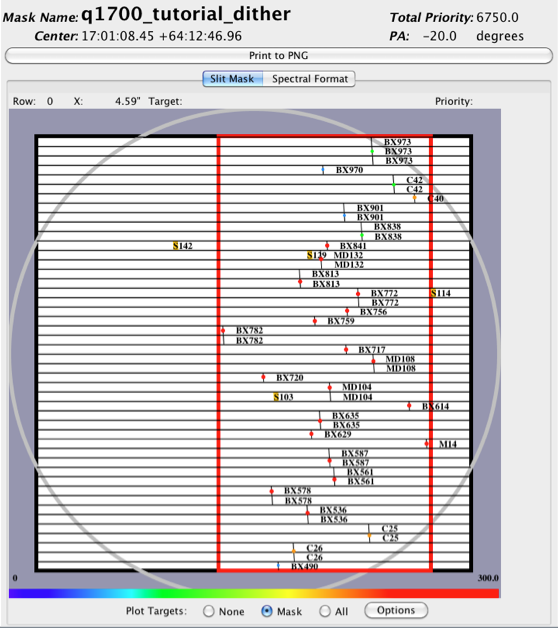 Mask Name: q1700_tutorial_dither
Total Priority: 6750.0
Center: 17:01:08.45 +64:12:46.96
PA: -20.0 degrees
Print to PNG
Slit Mask Spectral Format
Row: 0 X: 4.59" Target: Priority:
BX973
BX973
BX973
BX970
C42
C42
C40
BX901
BX901
BX838
BX838
S142 BX841
S129 MD132
MD132
BX813
BX813
BX772 S114
BX772
BX756
BX759
BX782
BX782
BX717
MD108
MD108
BX720
MD104
S103 MD104
BX614
BX635
BX635
BX629
M14
BX587
BX587
BX561
BX561
BX578
BX578
BX536
BX536
C25
C25
C26
C26
BX490
0 300.0
Plot Targets: None Mask All Options